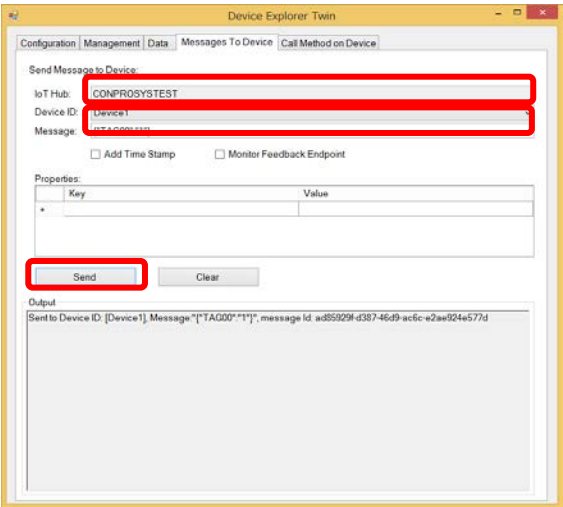 Device Explorer Twin
Configuration Management Data Messages To Device Call Method on Device
Send Message to Device:
IoT Hub: CONPROSYSTEST
Device ID: Device1
Message: {"TAG00":"1"}
Add Time Stamp Monitor Feedback Endpoint
Properties:
Key Value
Send Clear
Output
Sent to Device ID: [Device1], Message:"{"TAG00":"1"}", message Id: ad85929f-d387-46d9-ac6c-e2ae924e577d